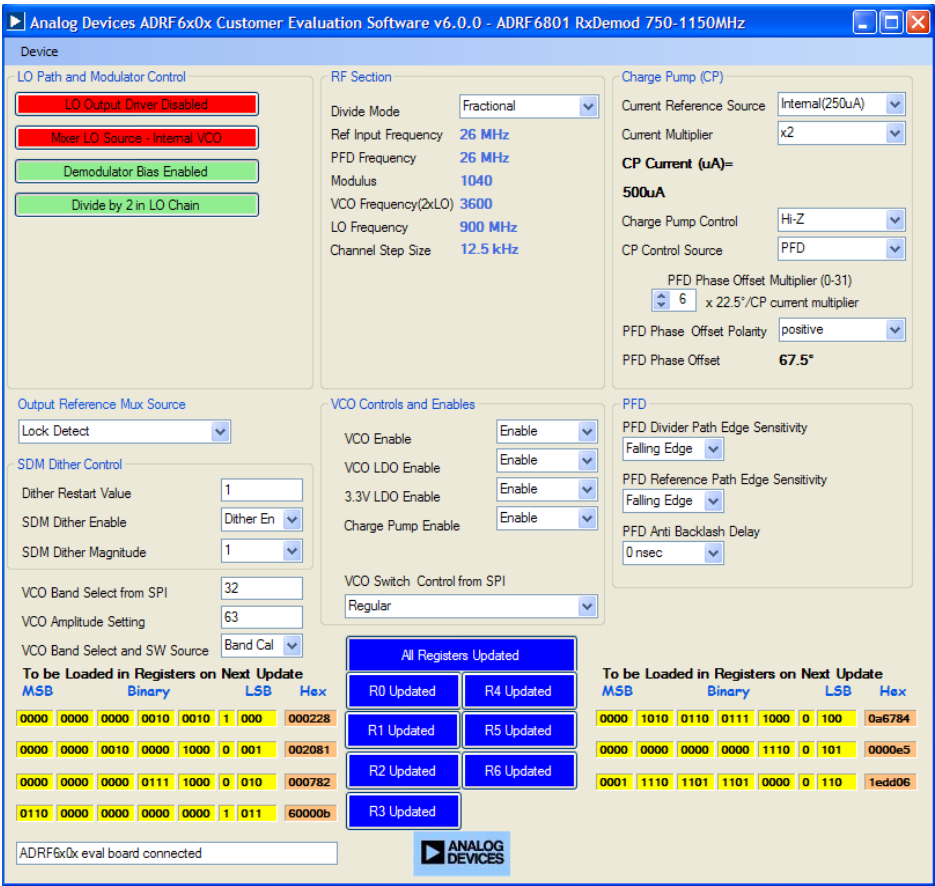 Analog Devices ADRF6x0x Customer Evaluation Software v6.0.0 - ADRF6801 RxDemod 750-1150MHz
Device
LO Path and Modulator Control
LO Output Driver Disabled
Mixer LO Source - Internal VCO
Demodulator Bias Enabled
Divide by 2 in LO Chain
RF Section
Divide Mode Fractional
Ref Input Frequency 26 MHz
PFD Frequency 26 MHz
Modulus 1040
VCO Frequency(2xLO) 3600
LO Frequency 900 MHz
Channel Step Size 12.5 kHz
Charge Pump (CP)
Current Reference Source Internal(250uA)
Current Multiplier x2
CP Current (uA)=
500uA
Charge Pump Control Hi-Z
CP Control Source PFD
PFD Phase Offset Multiplier (0-31)
6 x 22.5°/CP current multiplier
PFD Phase Offset Polarity positive
PFD Phase Offset 67.5°
Output Reference Mux Source
Lock Detect
SDM Dither Control
Dither Restart Value 1
SDM Dither Enable Dither En
SDM Dither Magnitude 1
VCO Band Select from SPI 32
VCO Amplitude Setting 63
VCO Band Select and SW Source Band Cal
VCO Controls and Enables
VCO Enable Enable
VCO LDO Enable Enable
3.3V LDO Enable Enable
Charge Pump Enable Enable
VCO Switch Control from SPI
Regular
PFD
PFD Divider Path Edge Sensitivity
Falling Edge
PFD Reference Path Edge Sensitivity
Falling Edge
PFD Anti Backlash Delay
0 nsec
To be Loaded in Registers on Next Update
MSB Binary LSB Hex
0000 0000 0000 0010 0010 1 000 000228
0000 0000 0010 0000 1000 0 001 002081
0000 0000 0000 0111 1000 0 010 000782
0110 0000 0000 0000 0000 1 011 60000b
All Registers Updated
R0 Updated R4 Updated
R1 Updated R5 Updated
R2 Updated R6 Updated
R3 Updated
To be Loaded in Registers on Next Update
MSB Binary LSB Hex
0000 1010 0110 0111 1000 0 100 0a6784
0000 0000 0000 0000 1110 0 101 0000e5
0001 1110 1101 1101 0000 0 110 1edd06
ADRF6x0x eval board connected
ANALOG
DEVICES